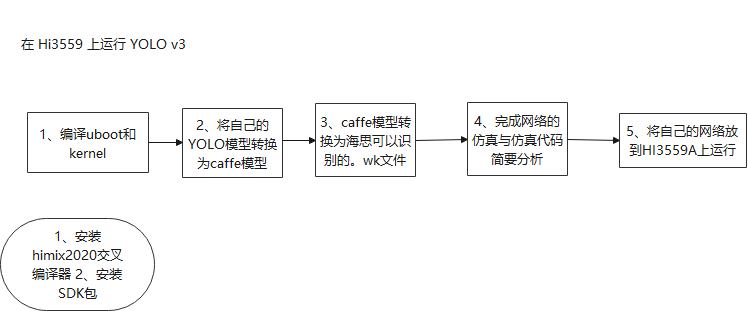 在 Hi3559 上运行 YOLO v3
1、编译uboot和
kernel
2、将自己的
YOLO模型转换
为caffe模型
3、caffe模型转
换为海思可以识
别的。wk文件
4、完成网络的
仿真与仿真代码
简要分析
5、将自己的网络放
到HI3559A上运行
1、安装
himix2020交叉
编译器 2、安装
SDK包